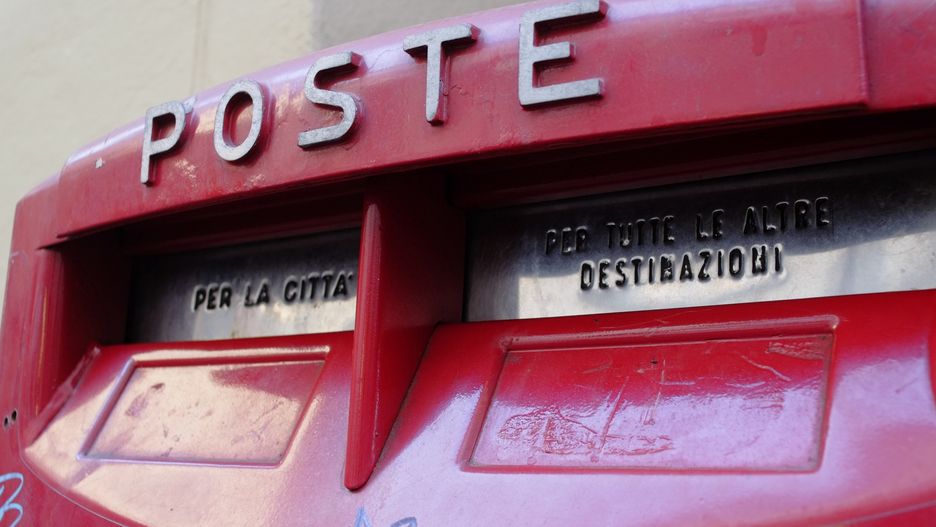 POSTE
PER LA CITTA'
PER TUTTE LE ALTRE
DESTINAZIONI